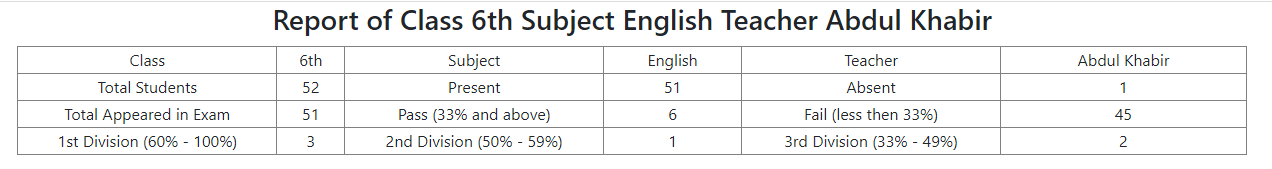 Report of Class 6th Subject English Teacher Abdul Khabir
Class 6th Subject English Teacher Abdul Khabir
Total Students 52 Present 51 Absent 1
Total Appeared in Exam 51 Pass (33% and above) 6 Fail (less then 33%) 45
1st Division (60% - 100%) 3 2nd Division (50% - 59%) 1 3rd Division (33% - 49%) 2